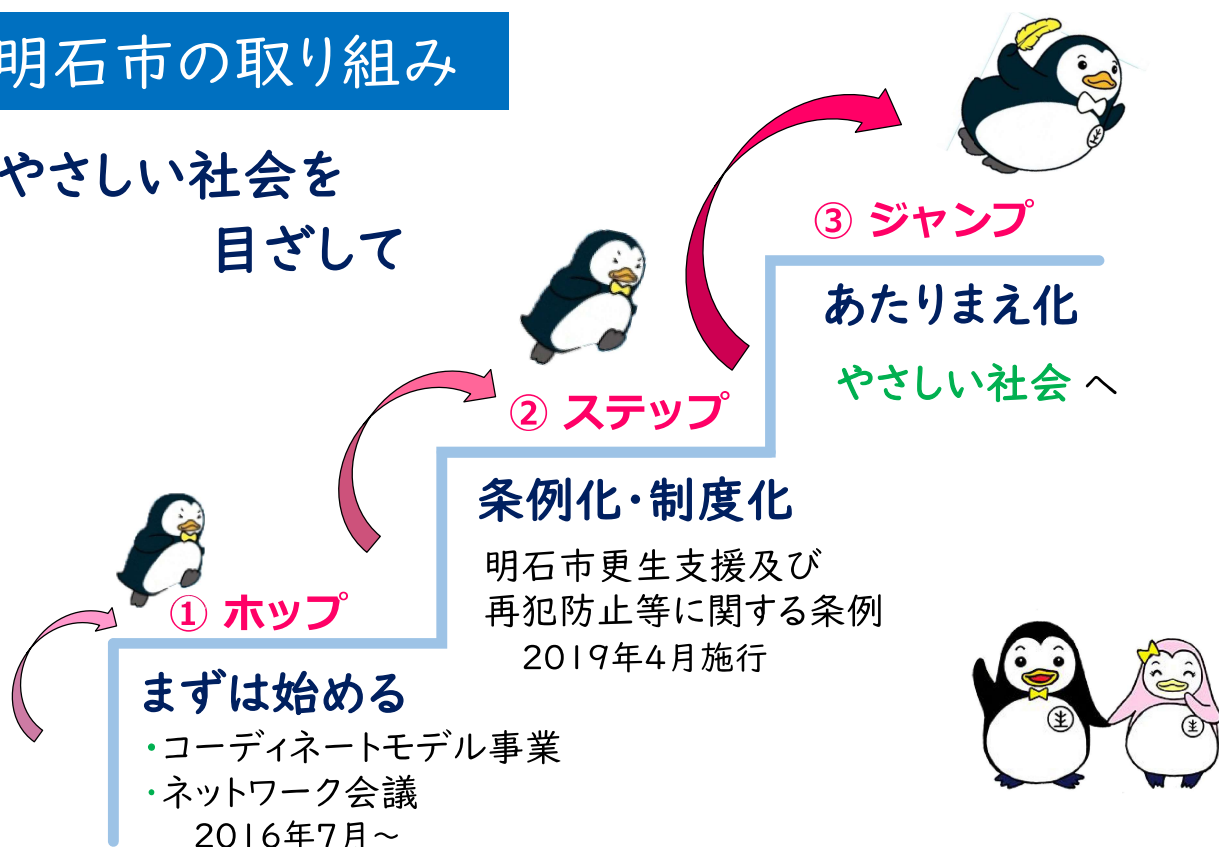 明石市の取り組み
やさしい社会を
目ざして
③ ジャンプ
あたりまえ化
やさしい社会 へ
② ステップ
条例化・制度化
明石市更生支援及び
再犯防止等に関する条例
2019年4月施行
① ホップ
まずは始める
・コーディネートモデル事業
・ネットワーク会議
2016年7月～